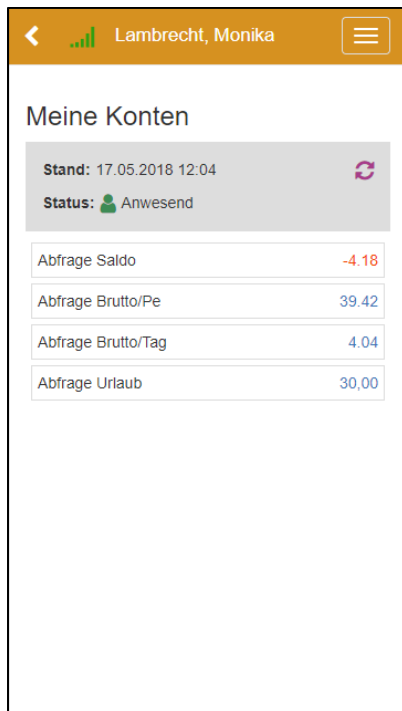 Lambrecht, Monika
Meine Konten
Stand: 17.05.2018 12:04
Status: Anwesend
Abfrage Saldo -4.18
Abfrage Brutto/Pe 39.42
Abfrage Brutto/Tag 4.04
Abfrage Urlaub 30,00